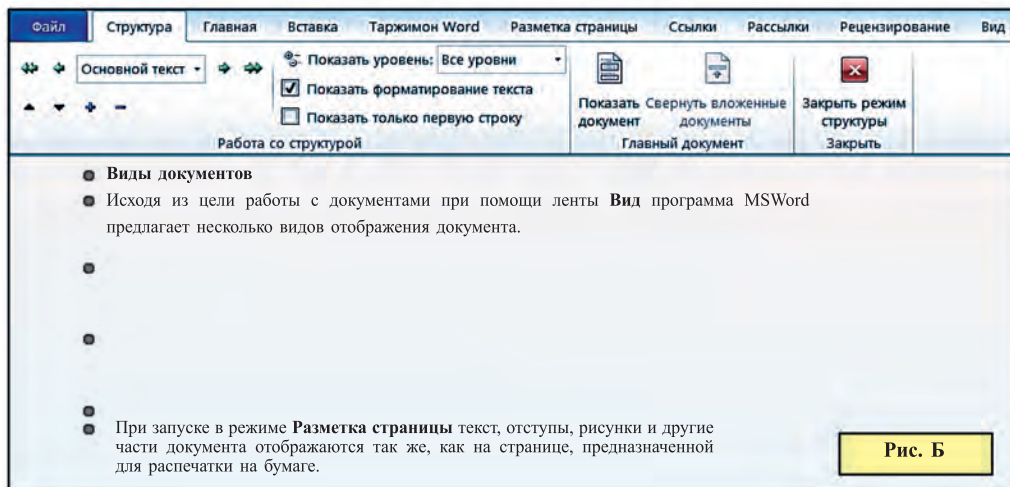 Файл Структура Главная Вставка Таржимон Word Разметка страницы Ссылки Рассылки Рецензирование Вид
Основной текст
Показать уровень: Все уровни
Показать форматирование текста
Показать только первую строку
Работа со структурой
Показать документ
Свернуть вложенные документы
Главный документ
Закрыть режим структуры
Закрыть
Виды документов
Исходя из цели работы с документами при помощи ленты Вид программа MSWord
предлагает несколько видов отображения документа.
При запуске в режиме Разметка страницы текст, отступы, рисунки и другие
части документа отображаются так же, как на странице, предназначенной
для распечатки на бумаге.
Рис. Б